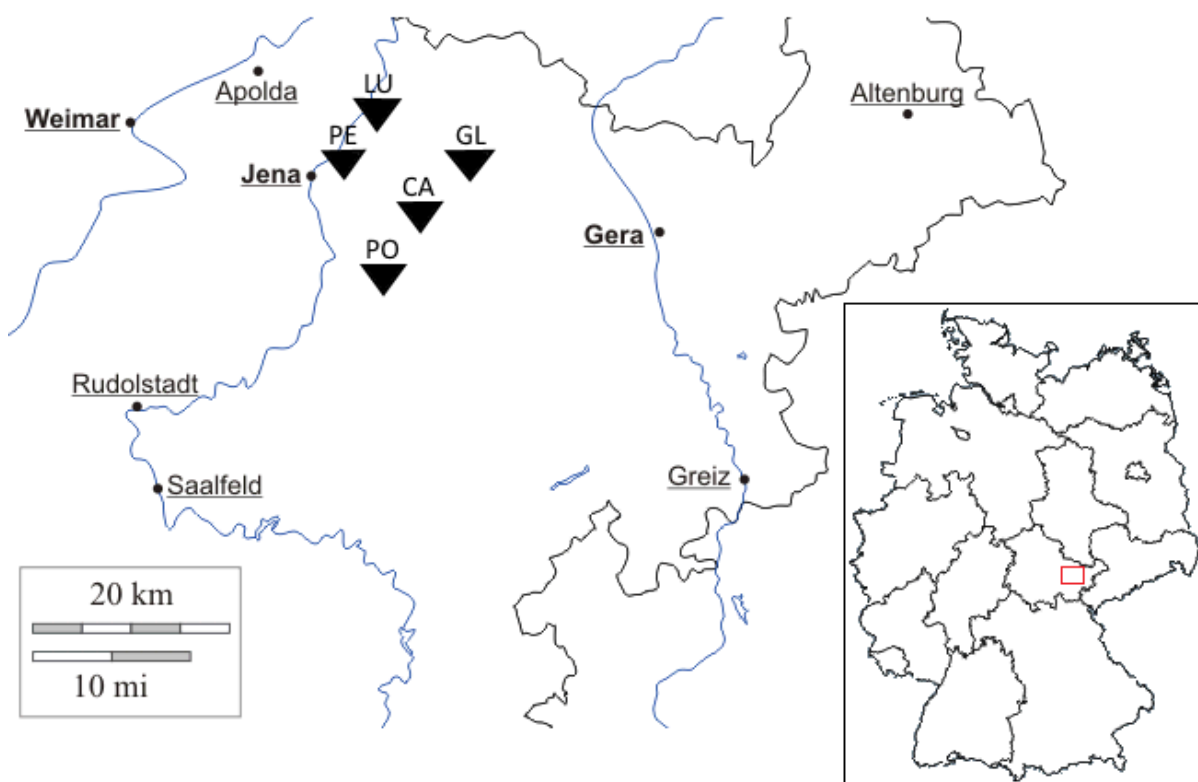 Apolda
LU
Altenburg
Weimar
PE
GL
Jena
CA
Gera
PO
Rudolstadt
Saalfeld
Greiz
20 km
10 mi